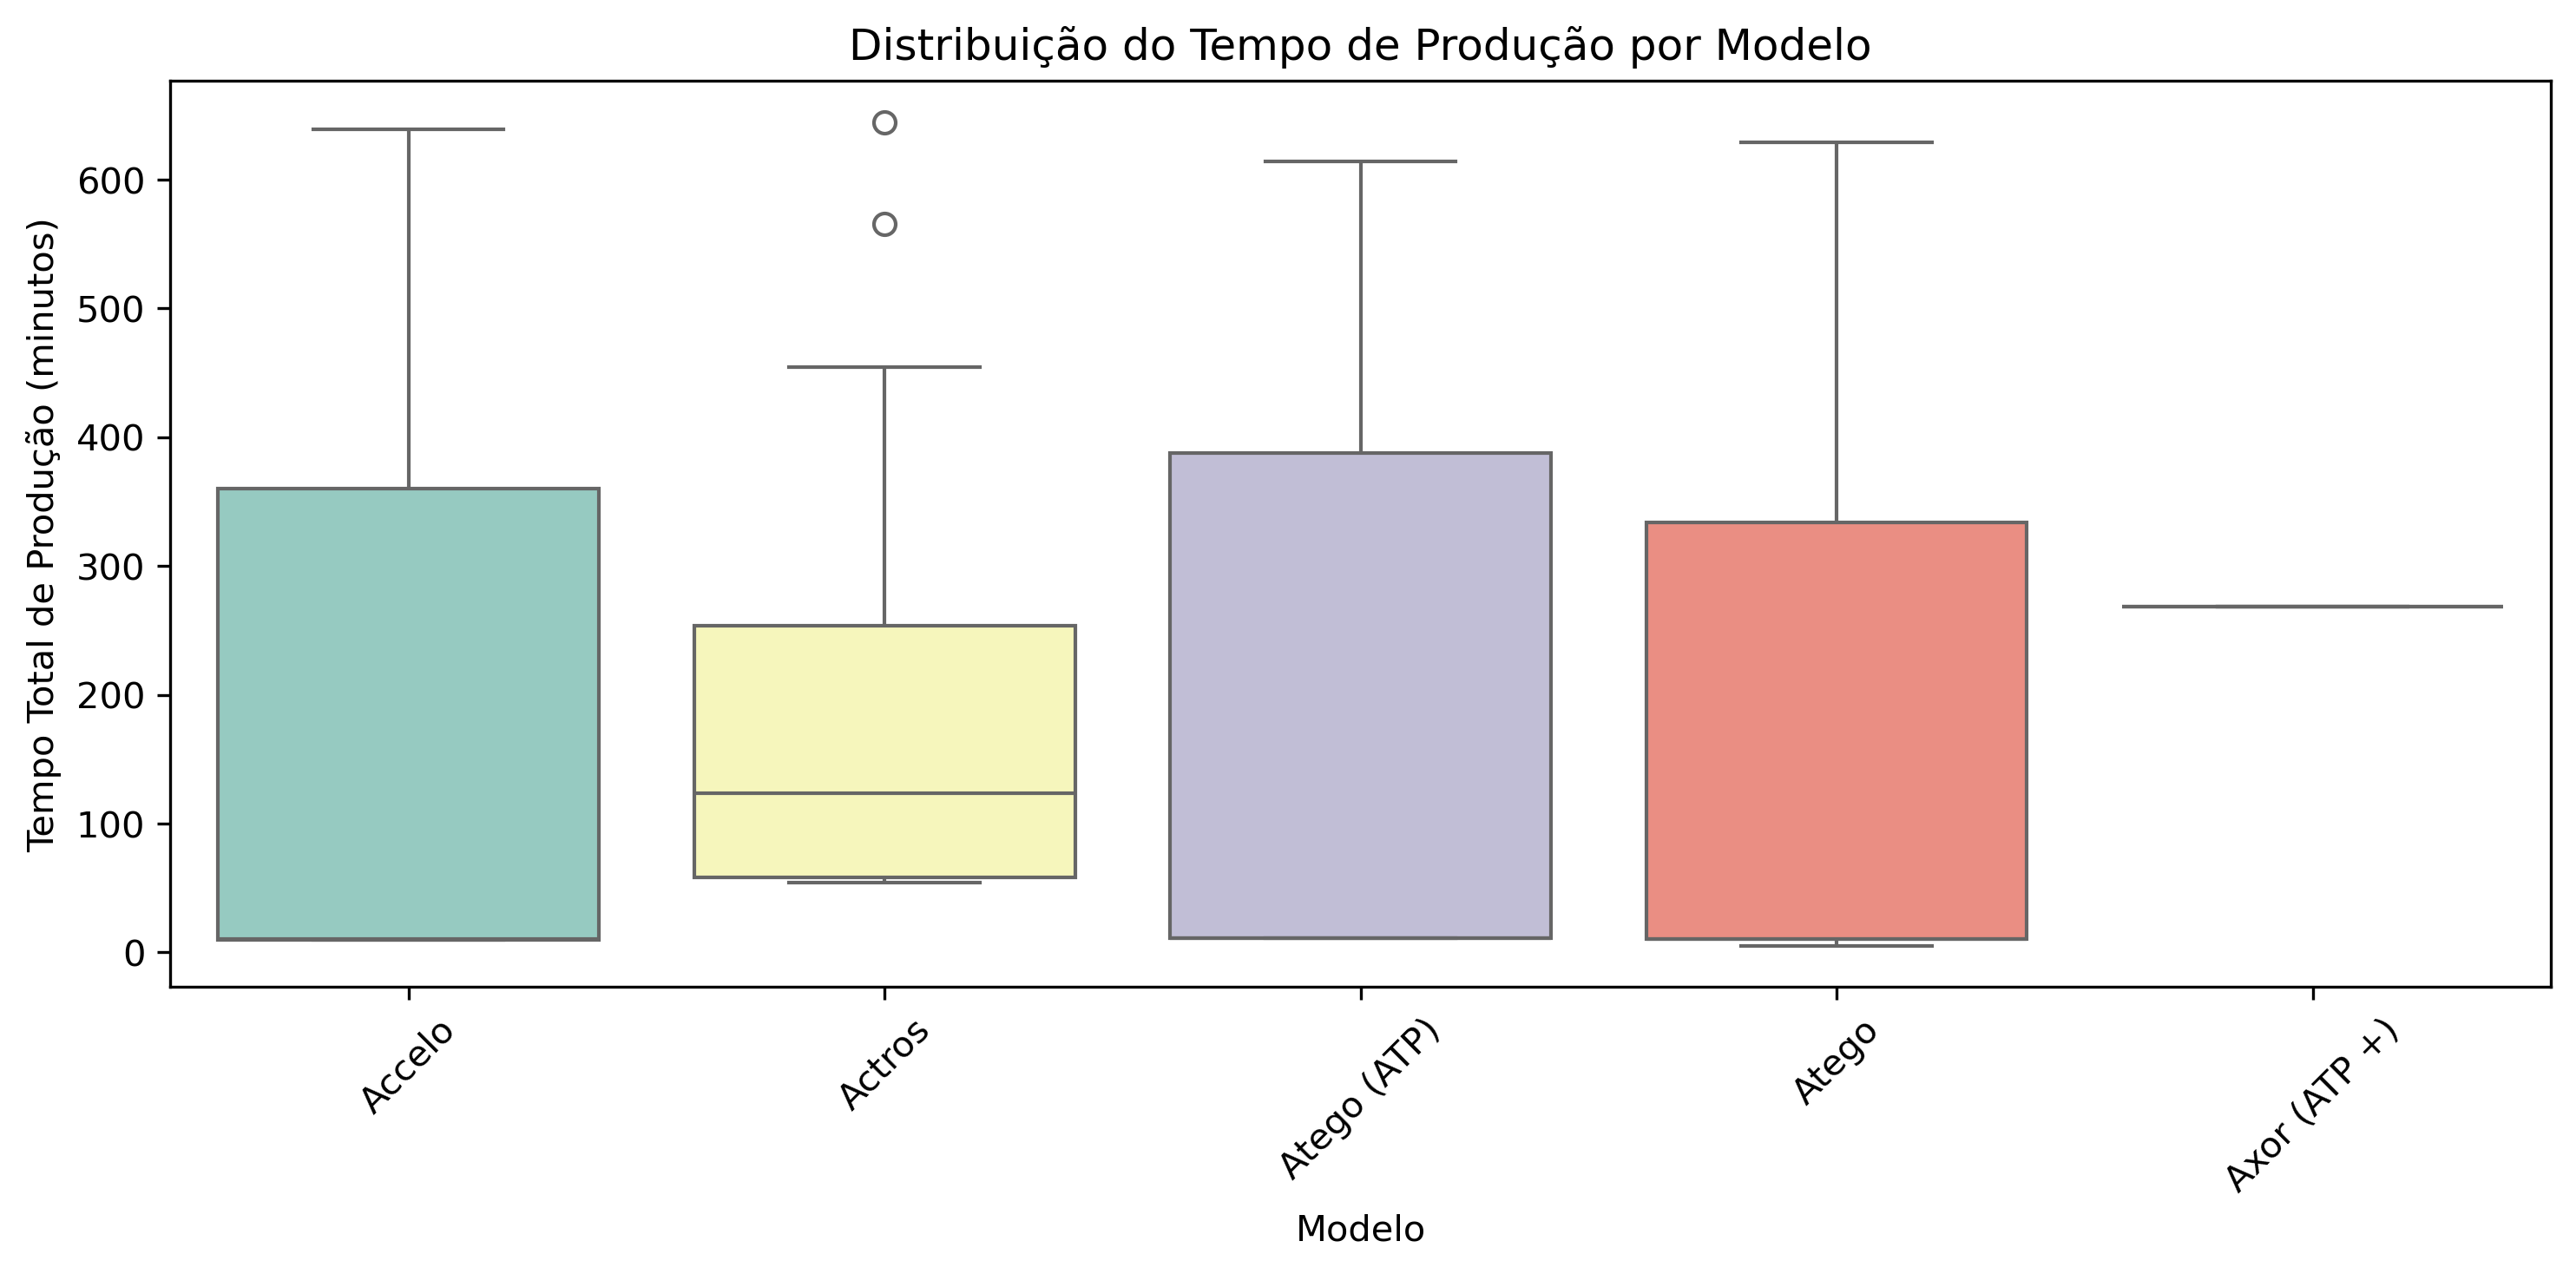 Distribuição do Tempo de Produção por Modelo
Tempo Total de Produção (minutos)
600
500
400
300
200
100
0
Accelo
Actros
Atego (ATP)
Atego
Axor (ATP +)
Modelo